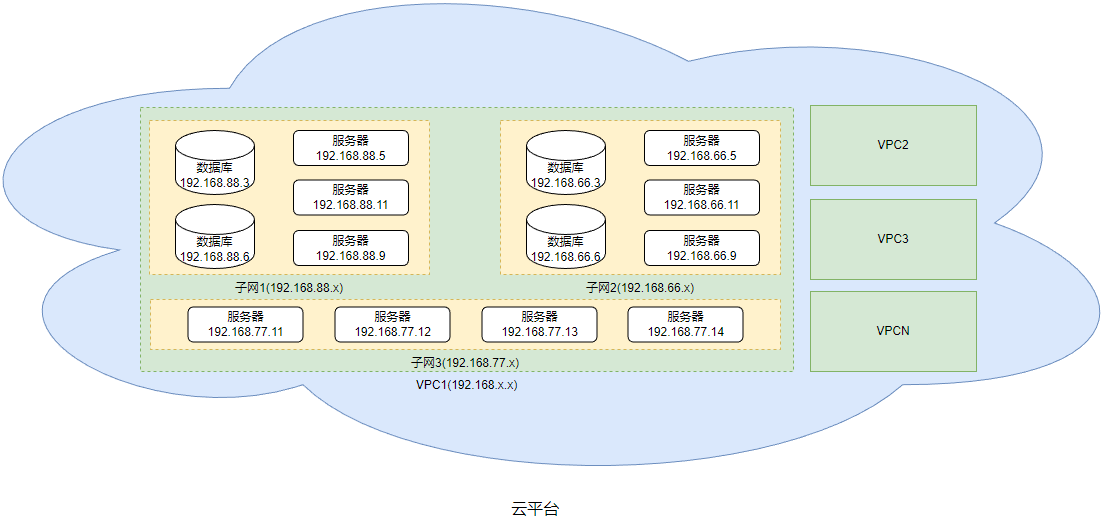 数据库
192.168.88.3
服务器
192.168.88.5
服务器
192.168.88.11
数据库
192.168.88.6
服务器
192.168.88.9
子网1(192.168.88.x)
数据库
192.168.66.3
服务器
192.168.66.5
服务器
192.168.66.11
数据库
192.168.66.6
服务器
192.168.66.9
子网2(192.168.66.x)
服务器
192.168.77.11
服务器
192.168.77.12
服务器
192.168.77.13
服务器
192.168.77.14
子网3(192.168.77.x)
VPC1(192.168.x.x)
VPC2
VPC3
VPCN
云平台